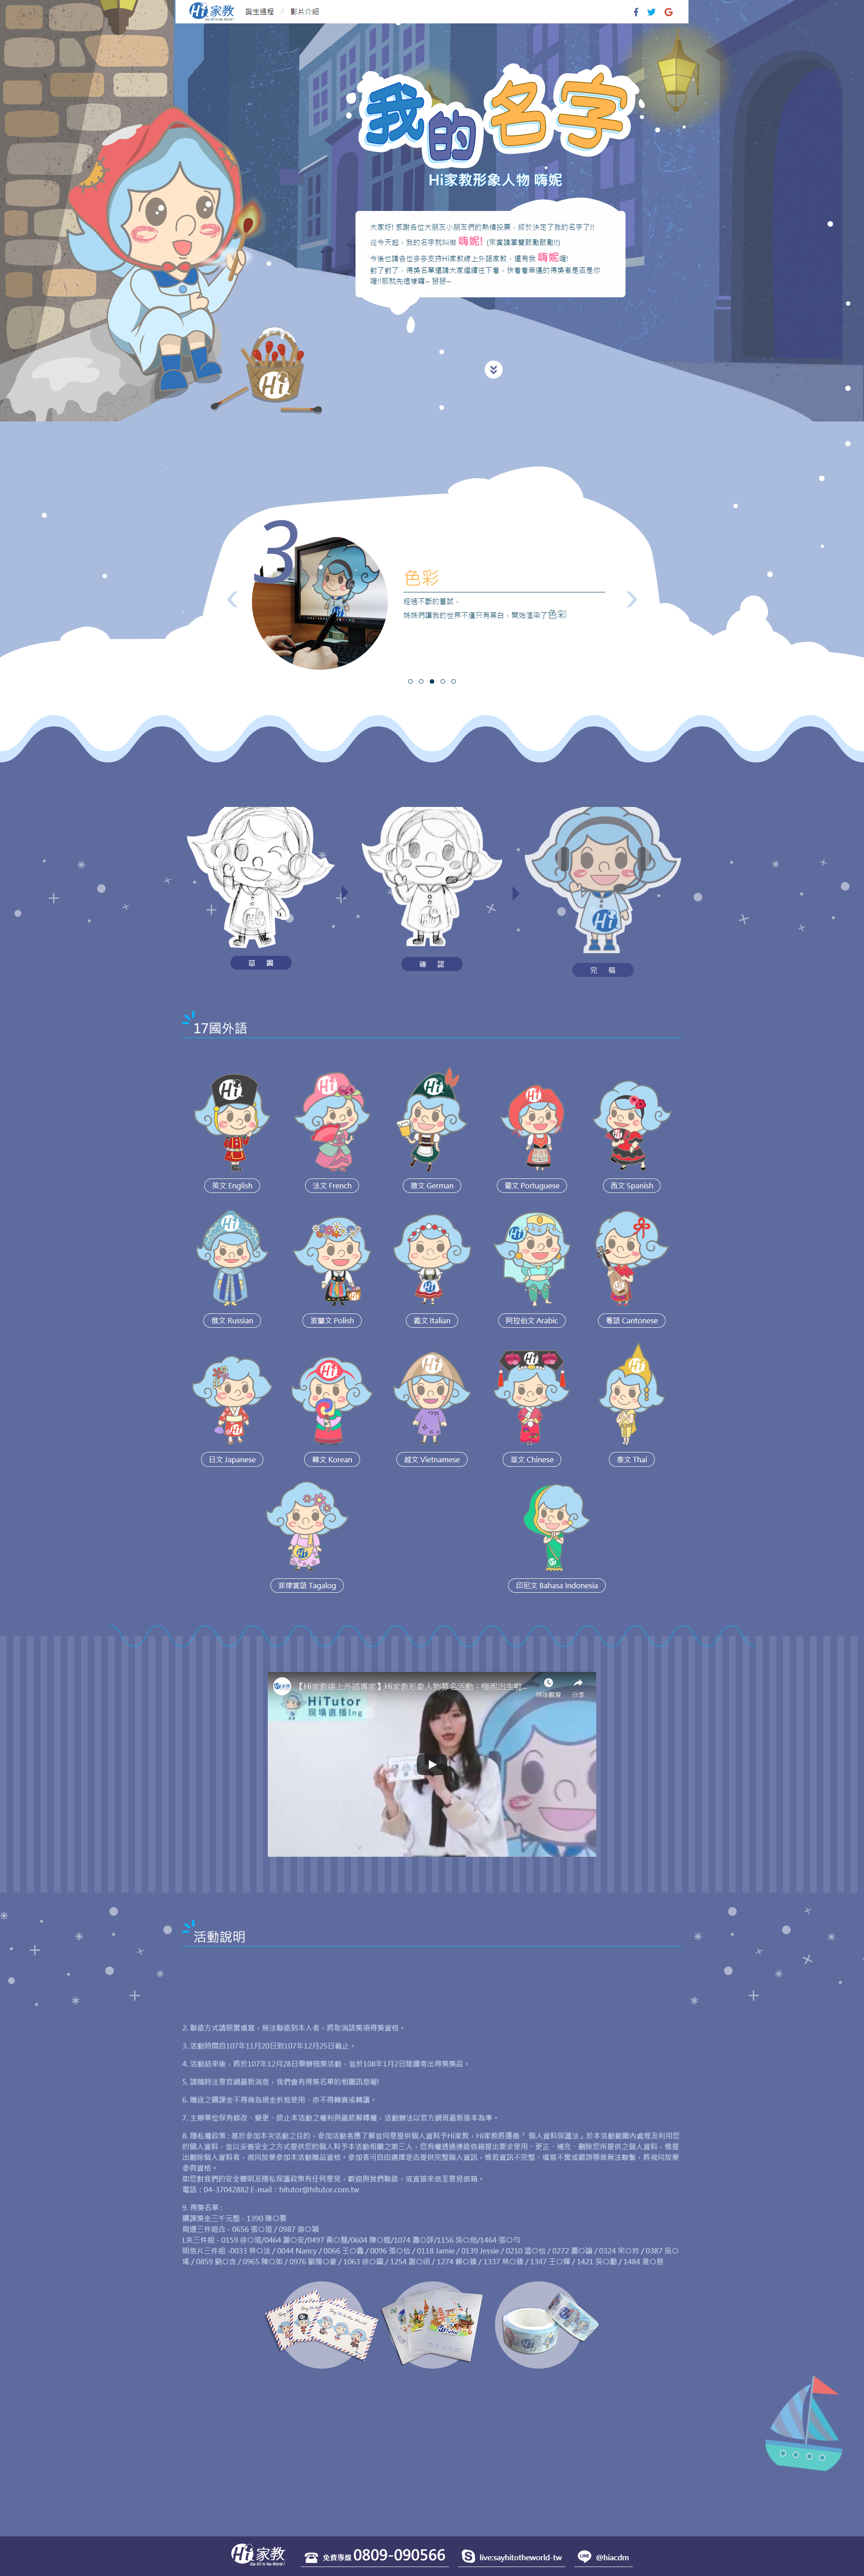 Hi 家教
Say Hi to the World!
誕生過程 / 影片介紹
我的名字
Hi家教形象人物 嗨妮
大家好! 感謝各位大朋友小朋友們的熱情投票，終於決定了我的名字了!!
從今天起，我的名字就叫做 嗨妮! (來賓請掌聲鼓勵鼓勵!!)
今後也請各位多多支持Hi家教線上外語家教，還有我 嗨妮喔!
對了對了，得獎名單還請大家繼續往下看，快看看幸運的得獎者是否是你
喔!!那就先這樣囉~ 掰掰~
Hi
3
色彩
經過不斷的嘗試，
姊姊們讓我的世界不僅只有黑白，開始渲染了色彩
草 圖
確 認
完 稿
17國外語
英文 English
法文 French
德文 German
葡文 Portuguese
西文 Spanish
俄文 Russian
波蘭文 Polish
義文 Italian
阿拉伯文 Arabic
粵語 Cantonese
日文 Japanese
韓文 Korean
越文 Vietnamese
華文 Chinese
泰文 Thai
菲律賓語 Tagalog
印尼文 Bahasa Indonesia
【Hi家教線上外語專家】Hi家教形象人物募名活動：嗨妮出生啦...
稍後觀看
分享
HiTutor
現場直播Ing
活動說明
2. 聯絡方式請照實填寫，無法聯絡到本人者，將取消該獎項得獎資格。
3. 活動時間自107年11月20日到107年12月25日截止。
4. 活動結束後，將於107年12月28日舉辦抽獎活動，並於108年1月2日陸續寄出得獎獎品。
5. 請隨時注意官網最新消息，我們會有得獎名單的相關訊息喔!
6. 贈送之購課金不得做為現金折抵使用、亦不得轉賣或轉讓。
7. 主辦單位保有修改、變更、終止本活動之權利與最終解釋權，活動辦法以官方網頁最新版本為準。
8. 隱私權政策 : 基於參加本次活動之目的，參加活動者應了解並同意提供個人資料予Hi家教，Hi家教將遵循「 個人資料保護法」於本活動範圍內處理及利用您
的個人資料，並以妥善安全之方式提供您的個人料予本活動相關之第三人，您有權透過連絡信箱提出要求使用、更正、補充、刪除您所提供之個人資料，惟提
出刪除個人資料者，視同放棄參加本活動贈品資格。參加者可自由選擇是否提供完整個人資訊，惟若資訊不完整、填寫不實或錯誤導致無法聯繫，將視同放棄
參與資格。
如您對我們的安全聲明及隱私保護政策有任何意見，歡迎與我們聯絡，或直接來信至意見信箱。
電話：04-37042882 E-mail：hitutor@hitutor.com.tw
9. 得獎名單 :
購課獎金三千元整 - 1390 陳○蓁
周邊三件組合 - 0656 張○瑄 / 0987 游○穎
L夾三件組 - 0159 徐○瑄/0464 謝○安/0497 黃○慧/0604 陳○媞/1074 蕭○評/1156 吳○烜/1464 張○勻
明信片三件組 -0033 林○法 / 0044 Nancy / 0066 王○鑫 / 0096 張○怡 / 0118 Jamie / 0139 Jessie / 0210 温○怡 / 0272 蕭○諭 / 0324 宋○玲 / 0387 吳○
/ 0859 劉○含 / 0965 陳○如 / 0976 歐陽○姿 / 1063 徐○ / 1254 謝○函 / 1274 賴○鴻 / 1337 林○臻 / 1347 王○ / 1421 吳○勳 / 1484 韋○慈
Hi 家教
Say Hi to the World!
免費專線 0809-090566
live:sayhitotheworld-tw
LINE
@hiacdm